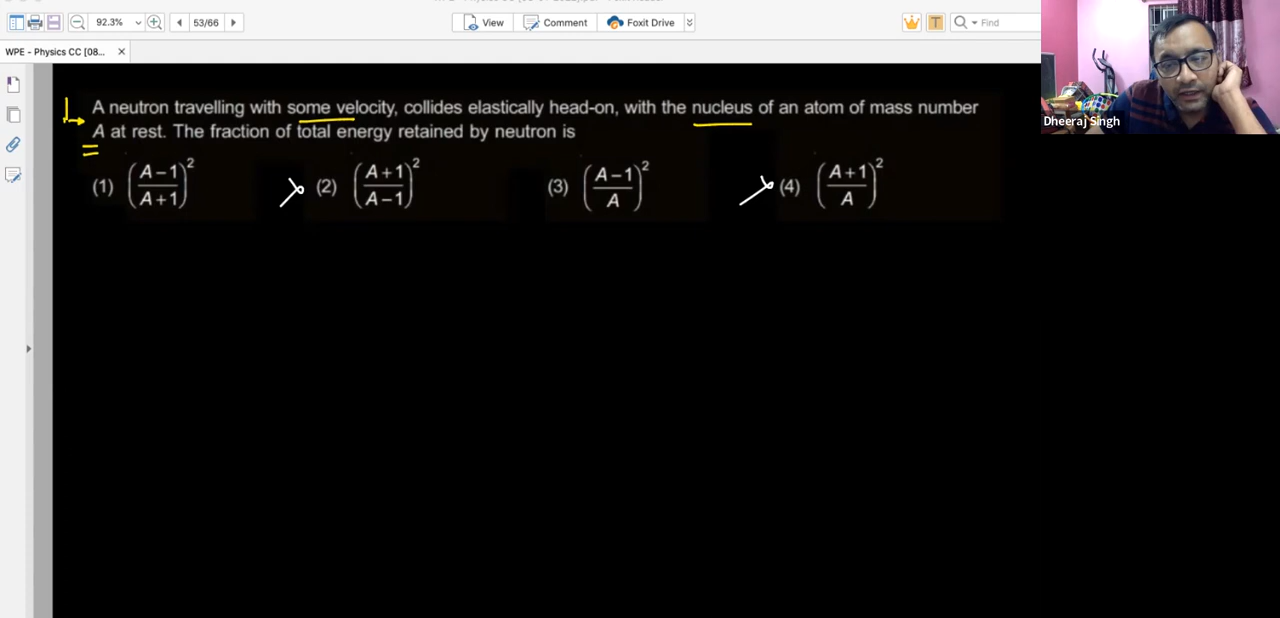 92.3%
53/66
View
Comment
Foxit Drive
T
Find
WPE - Physics CC [08...
Dheeraj Singh
A neutron travelling with some velocity, collides elastically head-on, with the nucleus of an atom of mass number
A at rest. The fraction of total energy retained by neutron is
(1) ((A – 1)/(A + 1))² (2) ((A + 1)/(A – 1))² (3) ((A – 1)/A)² (4) ((A + 1)/A)²